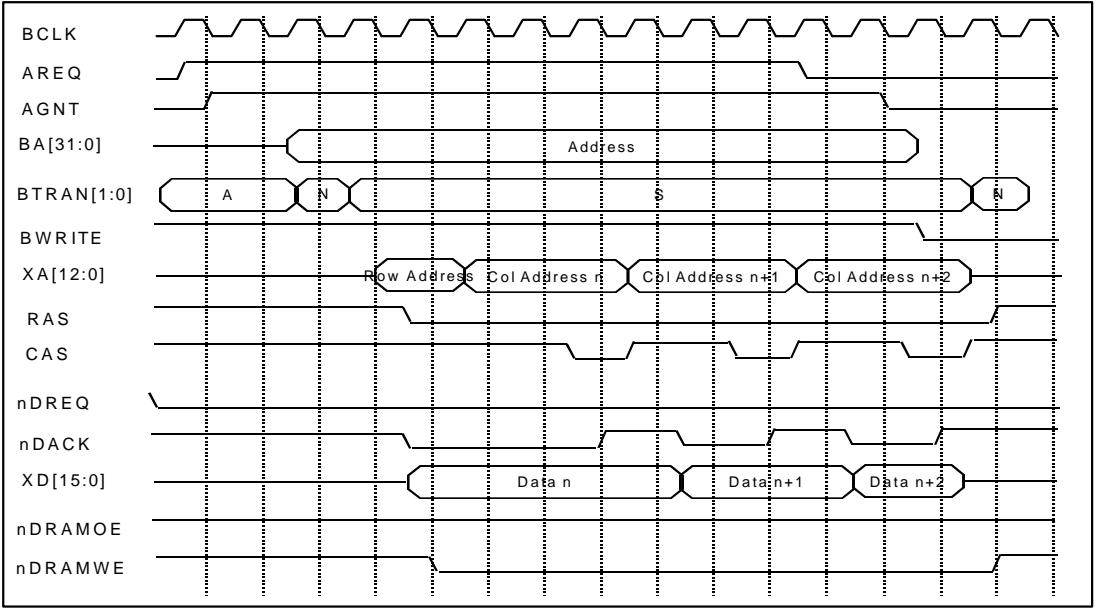 BCLK
AREQ
AGNT
BA[31:0] Address
BTRAN[1:0] A N S N
BWRITE
XA[12:0] Row Address Col Address n Col Address n+1 Col Address n+2
RAS
CAS
nDREQ
nDACK
XD[15:0] Data n Data n+1 Data n+2
nDRAMOE
nDRAMWE